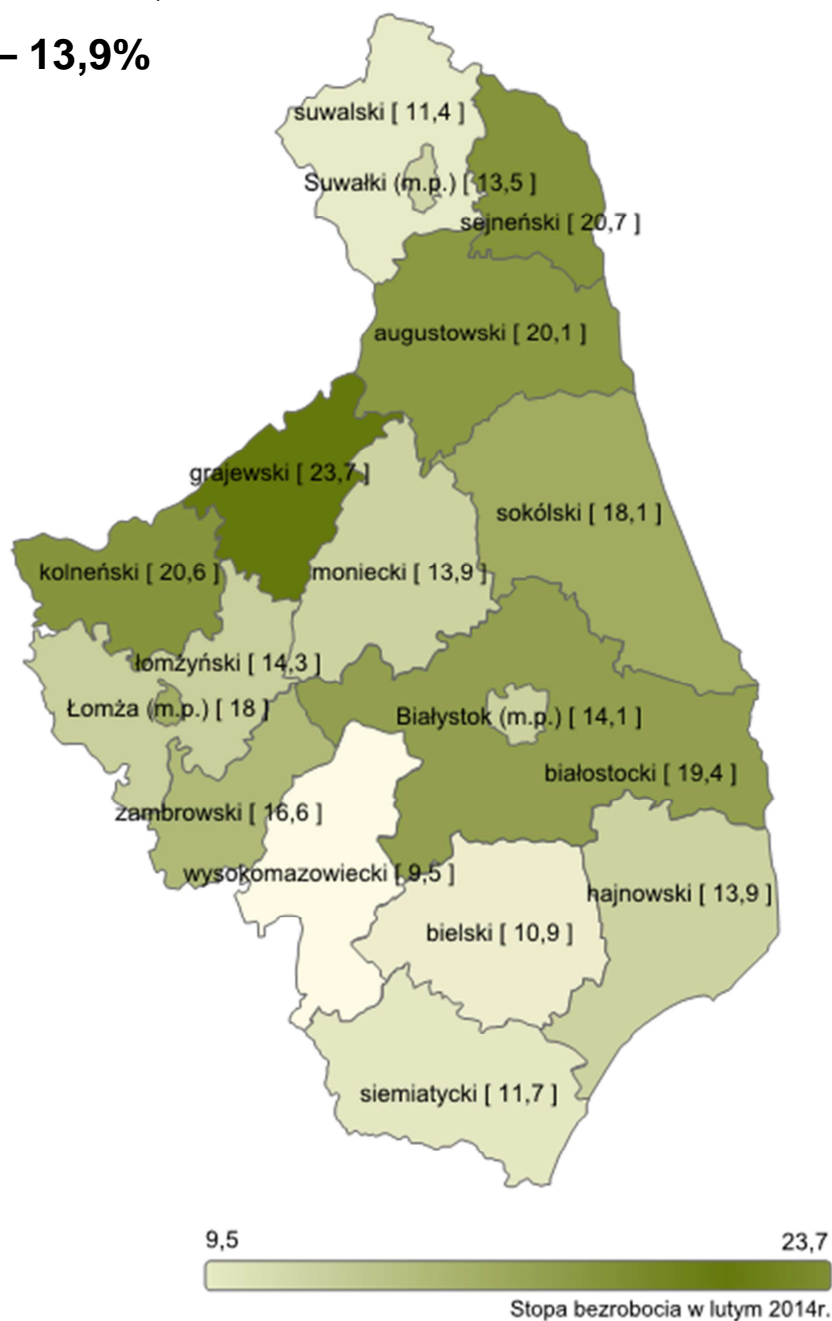 – 13,9%
suwalski [ 11,4 ]
Suwałki (m.p.) [ 13,5 ]
sejneński [ 20,7 ]
augustowski [ 20,1 ]
grajewski [ 23,7 ]
sokólski [ 18,1 ]
kolneński [ 20,6 ]
moniecki [ 13,9 ]
łomżyński [ 14,3 ]
Łomża (m.p.) [ 18 ]
Białystok (m.p.) [ 14,1 ]
białostocki [ 19,4 ]
zambrowski [ 16,6 ]
wysokomazowiecki [ 9,5 ]
hajnowski [ 13,9 ]
bielski [ 10,9 ]
siemiatycki [ 11,7 ]
9,5
23,7
Stopa bezrobocia w lutym 2014r.